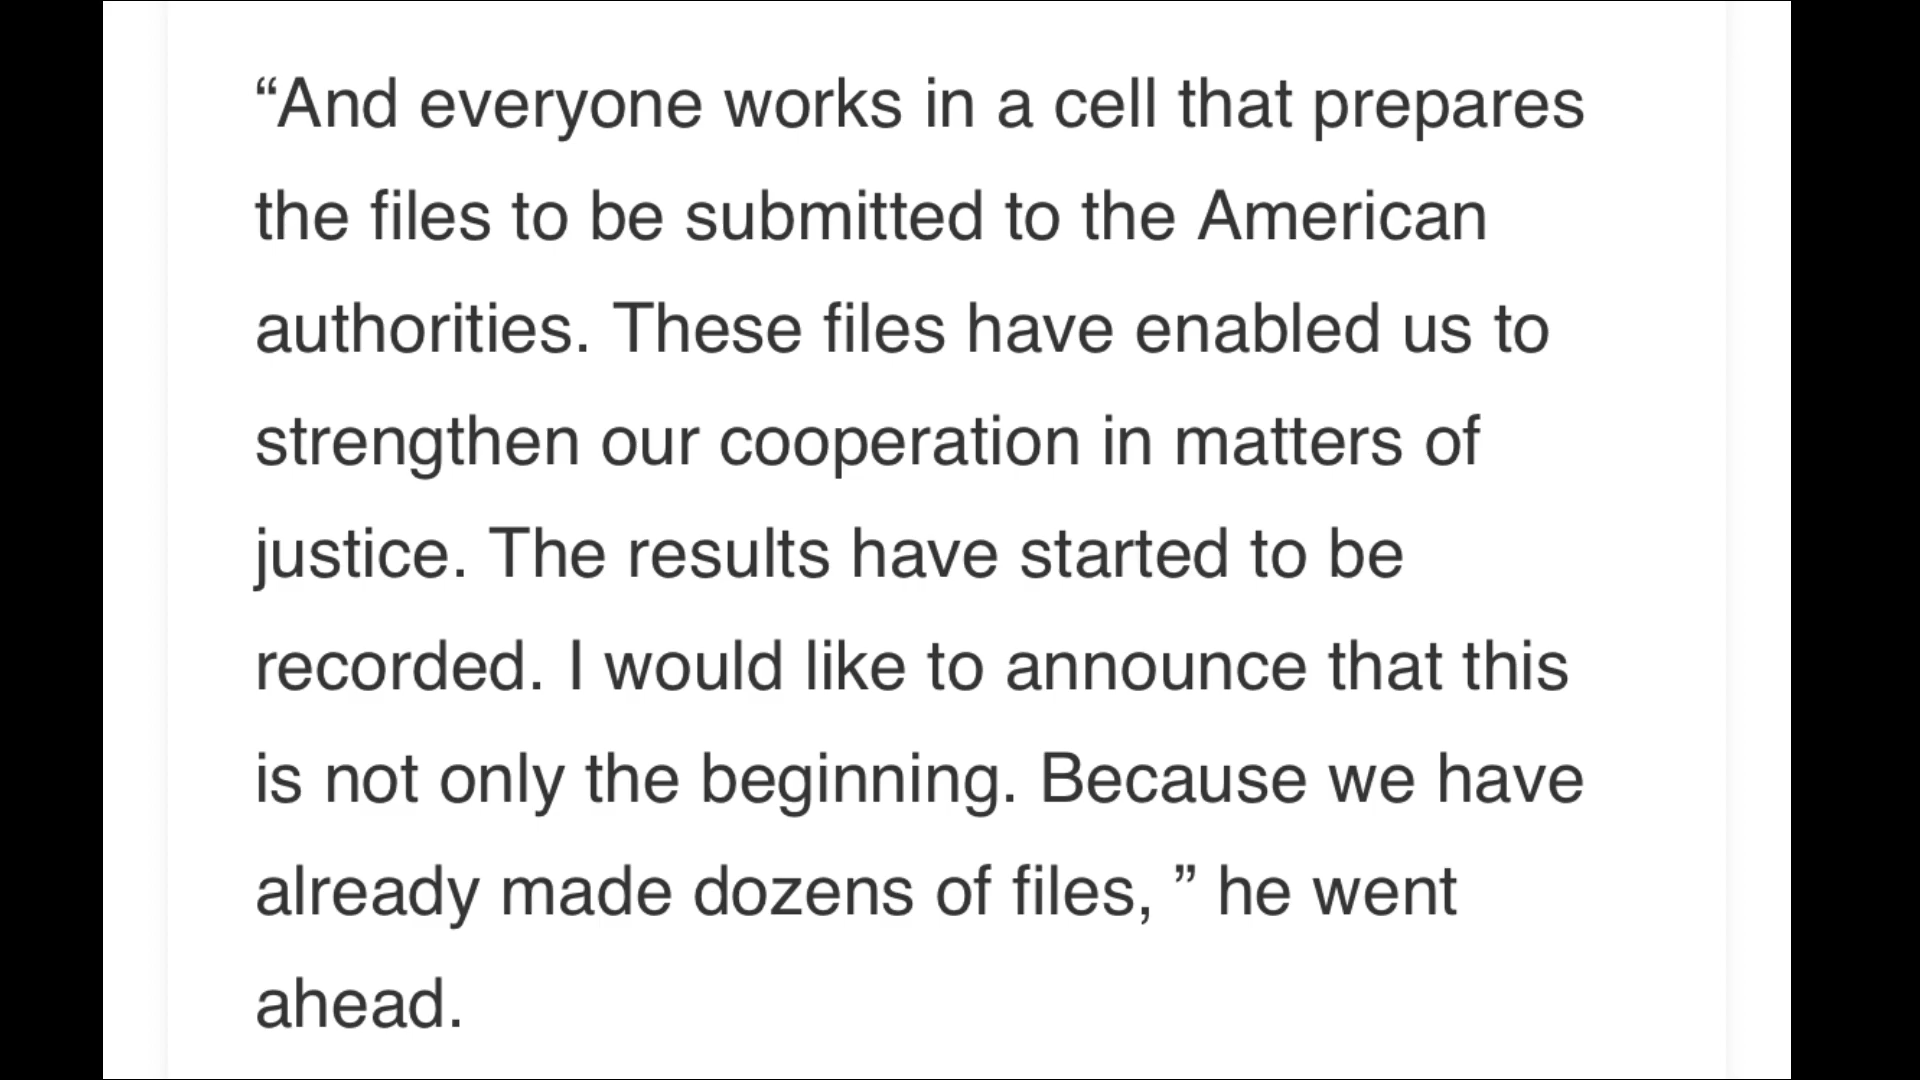 “And everyone works in a cell that prepares
the files to be submitted to the American
authorities. These files have enabled us to
strengthen our cooperation in matters of
justice. The results have started to be
recorded. I would like to announce that this
is not only the beginning. Because we have
already made dozens of files, ” he went
ahead.